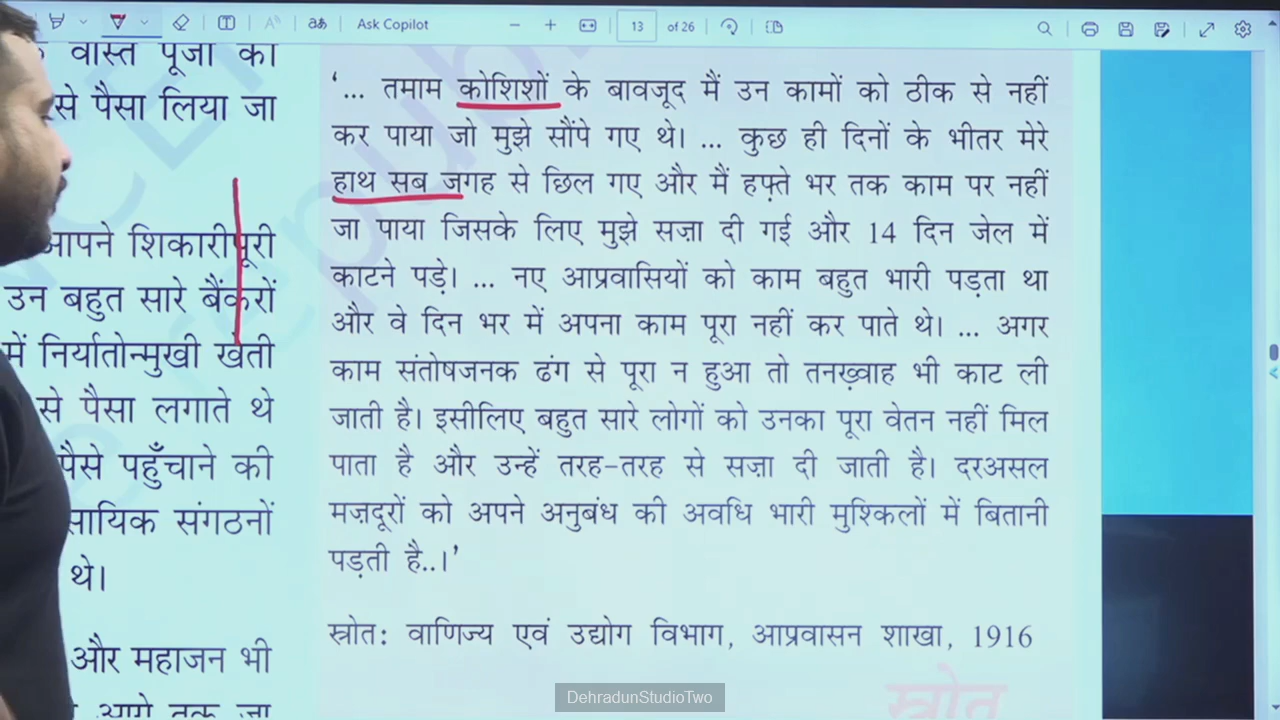 Ask Copilot
13 of 26
वास्ते पूजा का
से पैसा लिया जा
आपने शिकारीपूरी
उन बहुत सारे बैंकरों
में निर्यातोन्मुखी खेती
से पैसा लगाते थे
पैसे पहुँचाने की
संगठनों
थे।
और महाजन भी
आगे तक जा
‘... तमाम कोशिशों के बावजूद मैं उन कामों को ठीक से नहीं
कर पाया जो मुझे सौंपे गए थे। ... कुछ ही दिनों के भीतर मेरे
हाथ सब जगह से छिल गए और मैं हफ़्ते भर तक काम पर नहीं
जा पाया जिसके लिए मुझे सज़ा दी गई और 14 दिन जेल में
काटने पड़े। ... नए आप्रवासियों को काम बहुत भारी पड़ता था
और वे दिन भर में अपना काम पूरा नहीं कर पाते थे। ... अगर
काम संतोषजनक ढंग से पूरा न हुआ तो तनख़्वाह भी काट ली
जाती है। इसीलिए बहुत सारे लोगों को उनका पूरा वेतन नहीं मिल
पाता है और उन्हें तरह-तरह से सज़ा दी जाती है। दरअसल
मज़दूरों को अपने अनुबंध की अवधि भारी मुश्किलों में बितानी
पड़ती है..।’
स्रोत: वाणिज्य एवं उद्योग विभाग, आप्रवासन शाखा, 1916
स्रोत
DehradunStudioTwo